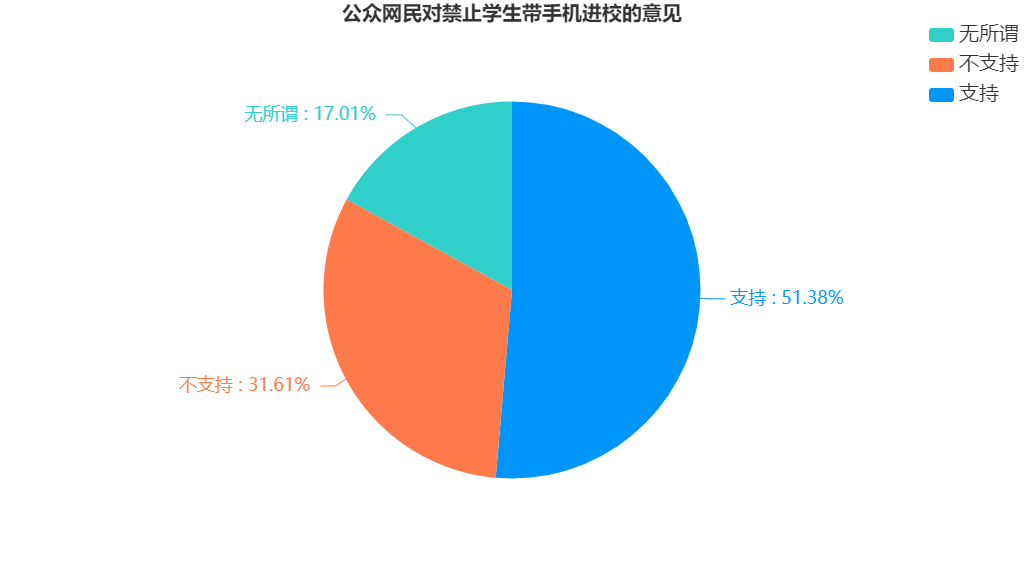 公众网民对禁止学生带手机进校的意见
无所谓
不支持
支持
无所谓 : 17.01%
支持 : 51.38%
不支持 : 31.61%